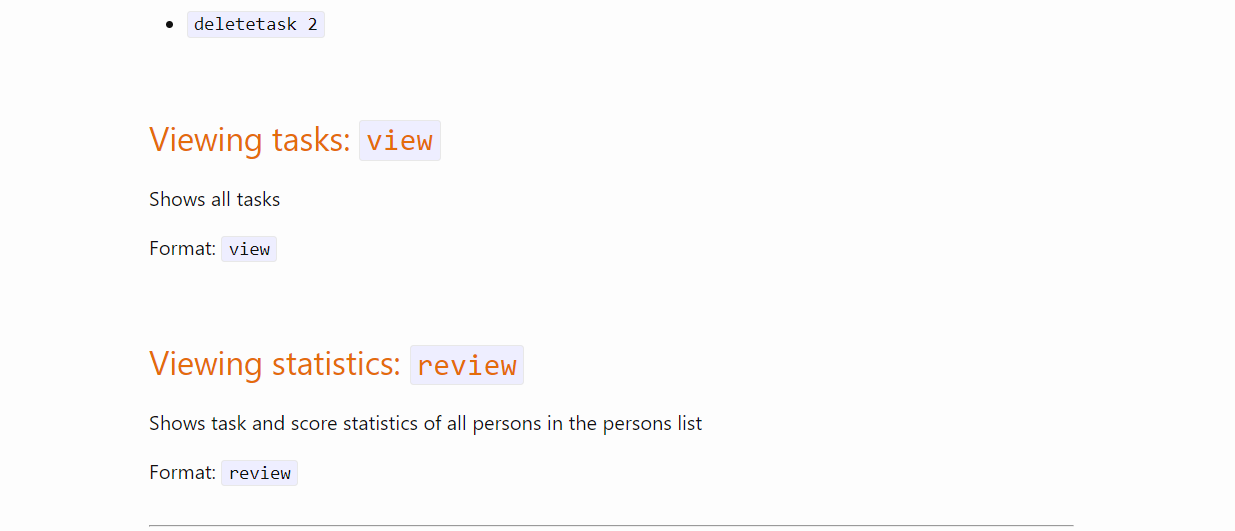 deletetask 2
Viewing tasks: view
Shows all tasks
Format: view
Viewing statistics: review
Shows task and score statistics of all persons in the persons list
Format: review